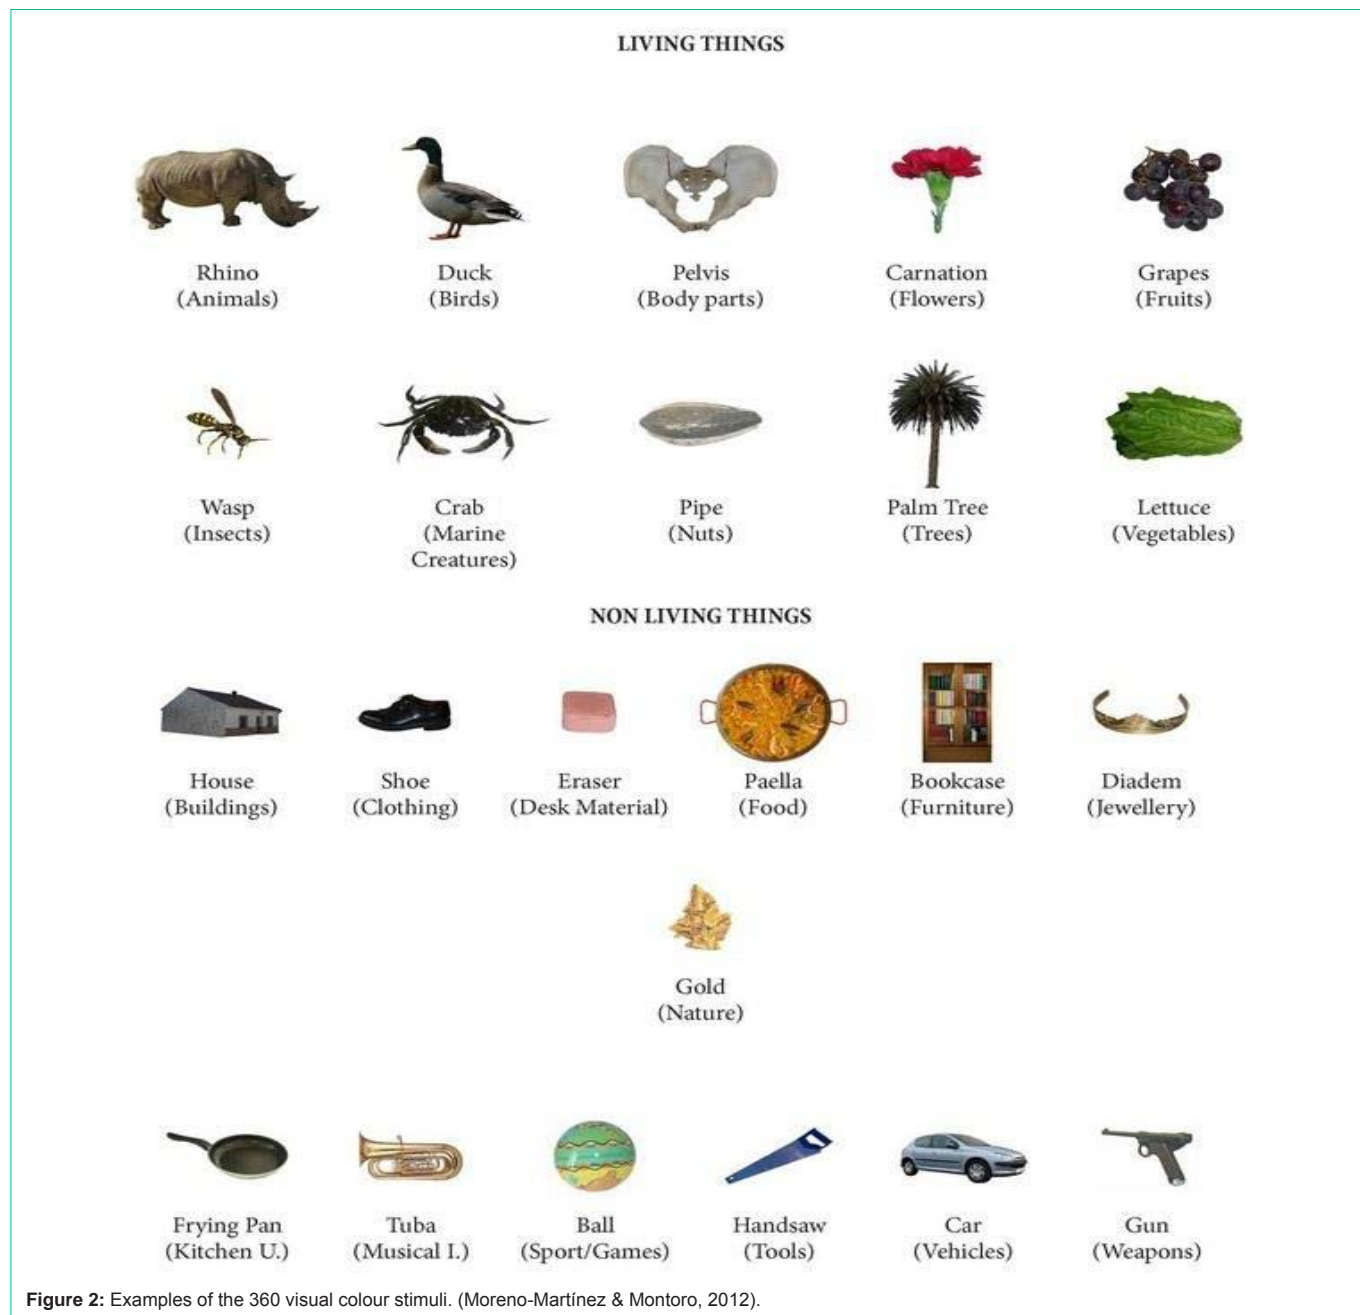 LIVING THINGS
Rhino Duck Pelvis Carnation Grapes
(Animals) (Birds) (Body parts) (Flowers) (Fruits)
Wasp Crab Pipe Palm Tree Lettuce
(Insects) (Marine (Nuts) (Trees) (Vegetables)
Creatures)
NON LIVING THINGS
House Shoe Eraser Paella Bookcase Diadem
(Buildings) (Clothing) (Desk Material) (Food) (Furniture) (Jewellery)
Gold
(Nature)
Frying Pan Tuba Ball Handsaw Car Gun
(Kitchen U.) (Musical I.) (Sport/Games) (Tools) (Vehicles) (Weapons)
Figure 2: Examples of the 360 visual colour stimuli. (Moreno-Martínez & Montoro, 2012).